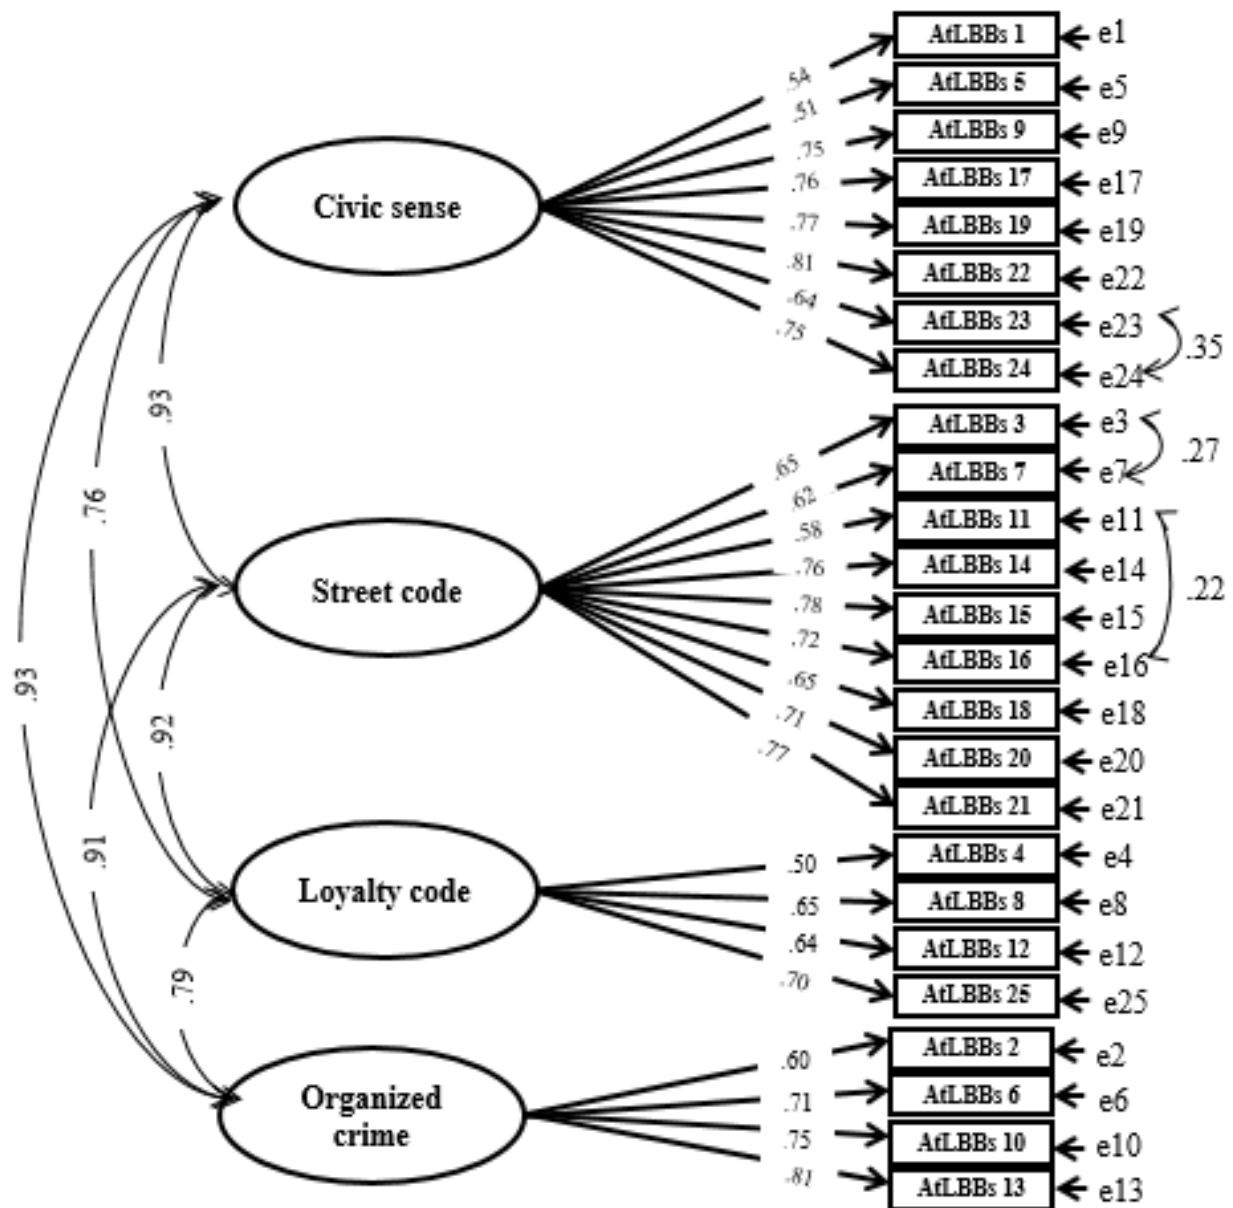 AtLBBs 1
e1
.54
AtLBBs 5
e5
.51
AtLBBs 9
e9
.75
AtLBBs 17
e17
.76
Civic sense
AtLBBs 19
e19
.77
AtLBBs 22
e22
.81
AtLBBs 23
e23
.64
.35
AtLBBs 24
e24
.73
.93
AtLBBs 3
e3
.65
.27
AtLBBs 7
e7
.62
.76
AtLBBs 11
e11
.58
AtLBBs 14
e14
.76
Street code
.22
AtLBBs 15
e15
.78
AtLBBs 16
e16
.72
.93
AtLBBs 18
e18
.65
.92
AtLBBs 20
e20
.71
AtLBBs 21
e21
.77
.91
AtLBBs 4
e4
.50
Loyalty code
AtLBBs 8
e8
.65
AtLBBs 12
e12
.64
.79
AtLBBs 25
e25
.70
AtLBBs 2
e2
.60
Organized
crime
AtLBBs 6
e6
.71
AtLBBs 10
e10
.75
AtLBBs 13
e13
.81